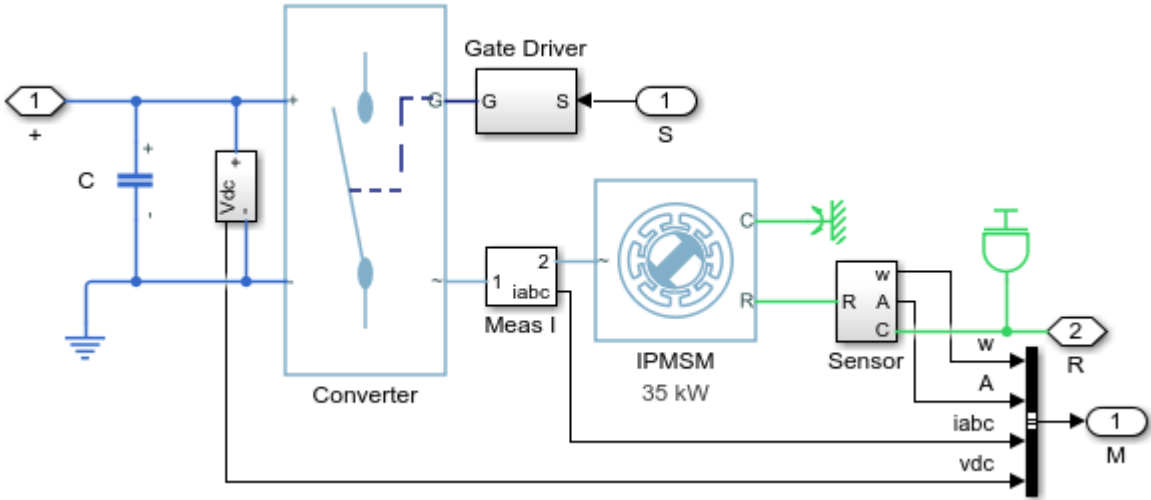 Gate Driver
1
+
+
C
-
+
Vdc
-
+
-
G
~
Converter
G
S
1
S
1
2
iabc
Meas I
~
C
R
IPMSM
35 kW
R
w
A
C
Sensor
2
R
w
A
iabc
vdc
1
M